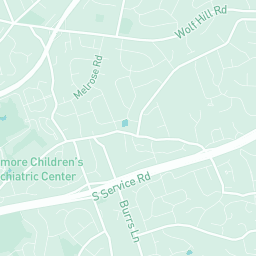 Wolf Hill Rd
Melrose Rd
more Children's
chiatric Center
S Service Rd
Burrs Ln